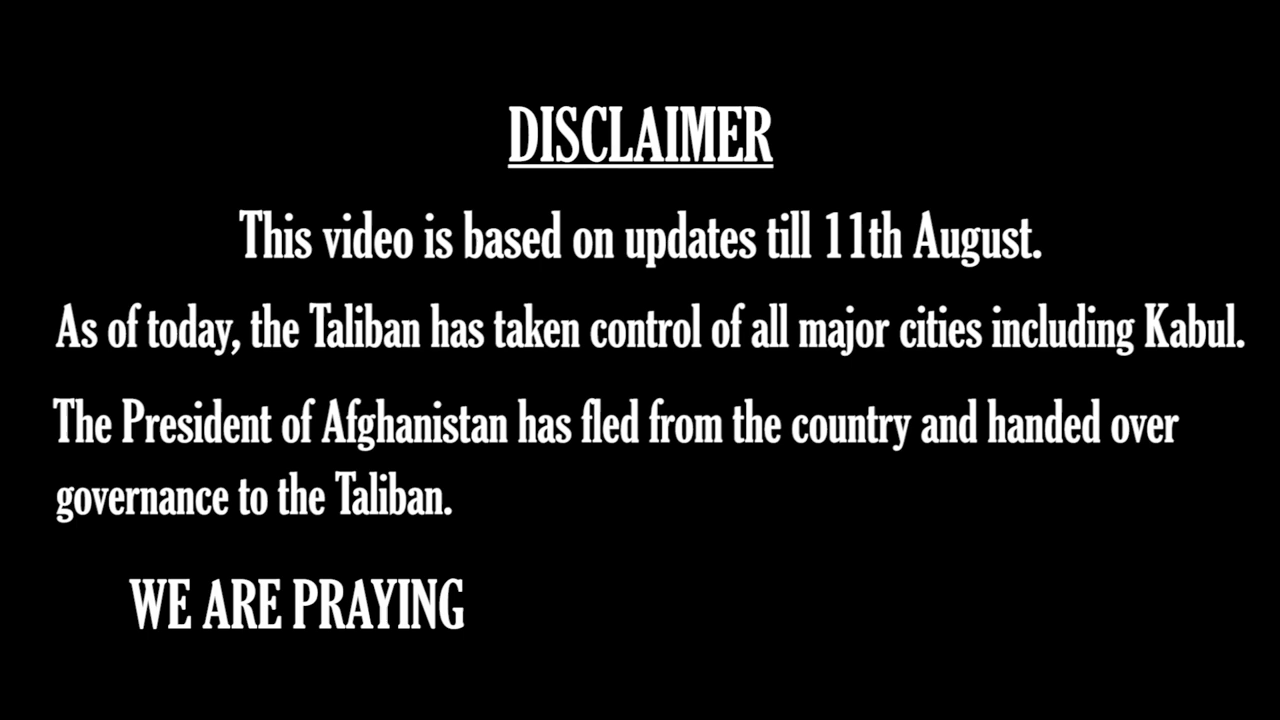 DISCLAIMER
This video is based on updates till 11th August.
As of today, the Taliban has taken control of all major cities including Kabul.
The President of Afghanistan has fled from the country and handed over
governance to the Taliban.
WE ARE PRAYING